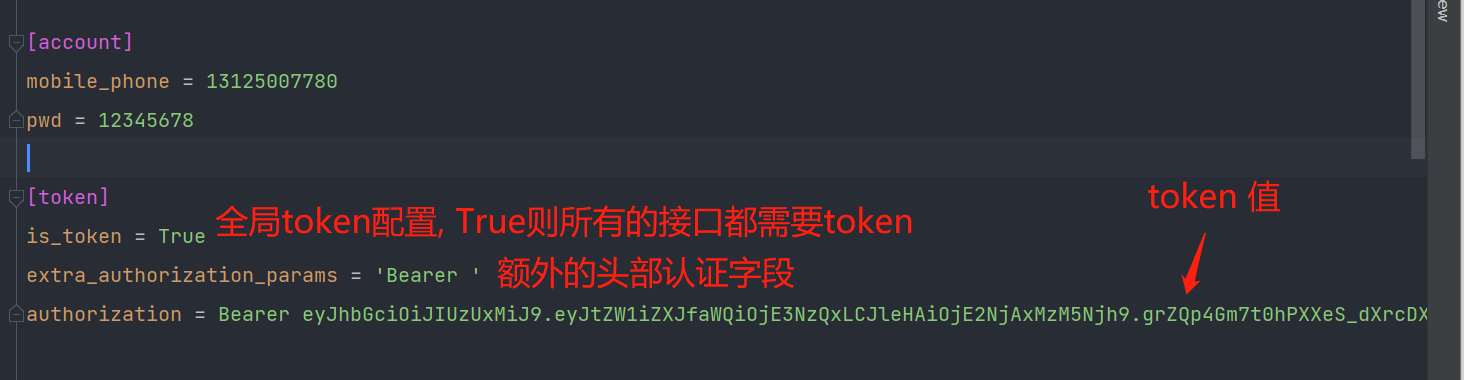 ew
[account]
mobile_phone = 13125007780
pwd = 12345678
token 值
[token]
全局token配置, True则所有的接口都需要token
is_token = True
extra_authorization_params = 'Bearer ' 额外的头部认证字段
authorization = Bearer eyJhbGciOiJIUzUxMiJ9.eyJtZW1iZXJfaWQiOjE3NzQxLCJleHAiOjE2NjAxMzM5Njh9.grZQp4Gm7t0hPXXeS_dXrcDX